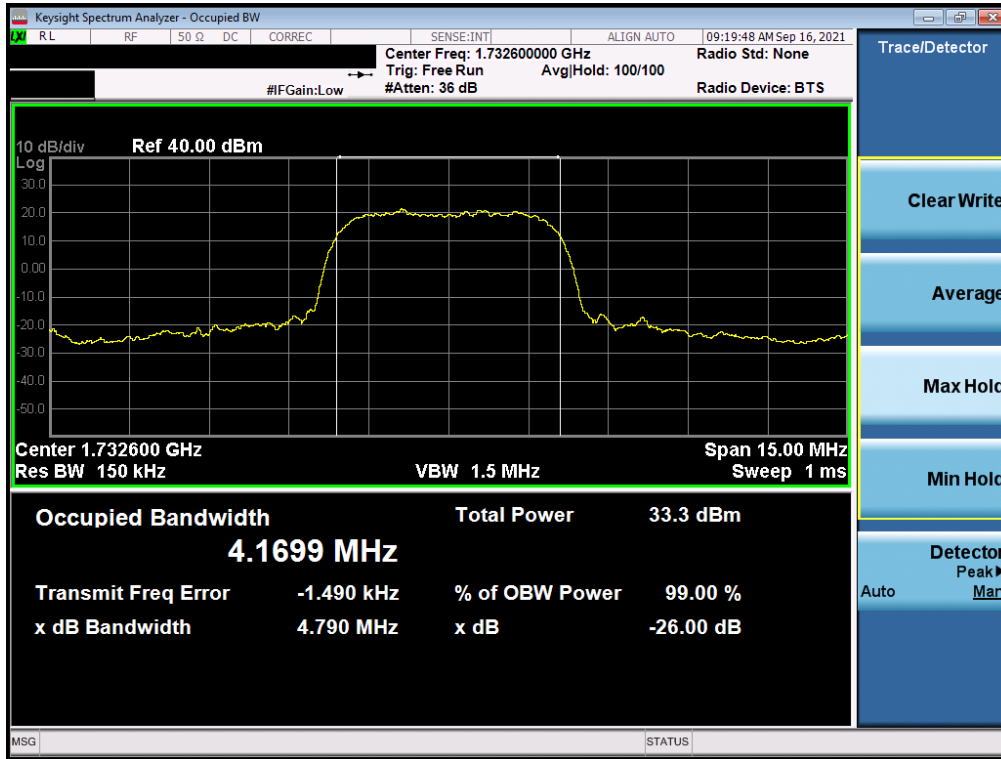 Keysight Spectrum Analyzer - Occupied BW
LXI RL RF 50 Ω DC CORREC SENSE:INT ALIGN AUTO 09:19:48 AM Sep 16, 2021
Center Freq: 1.732600000 GHz Radio Std: None
Trig: Free Run Avg|Hold: 100/100
#IFGain:Low #Atten: 36 dB Radio Device: BTS
Trace/Detector
10 dB/div Ref 40.00 dBm
Log
30.0
20.0
10.0
0.00
-10.0
-20.0
-30.0
-40.0
-50.0
Center 1.732600 GHz Span 15.00 MHz
Res BW 150 kHz VBW 1.5 MHz Sweep 1 ms
Occupied Bandwidth Total Power 33.3 dBm
4.1699 MHz
Transmit Freq Error -1.490 kHz % of OBW Power 99.00 %
x dB Bandwidth 4.790 MHz x dB -26.00 dB
Clear Write
Average
Max Hold
Min Hold
Detector
Peak▶
Auto Man
MSG STATUS